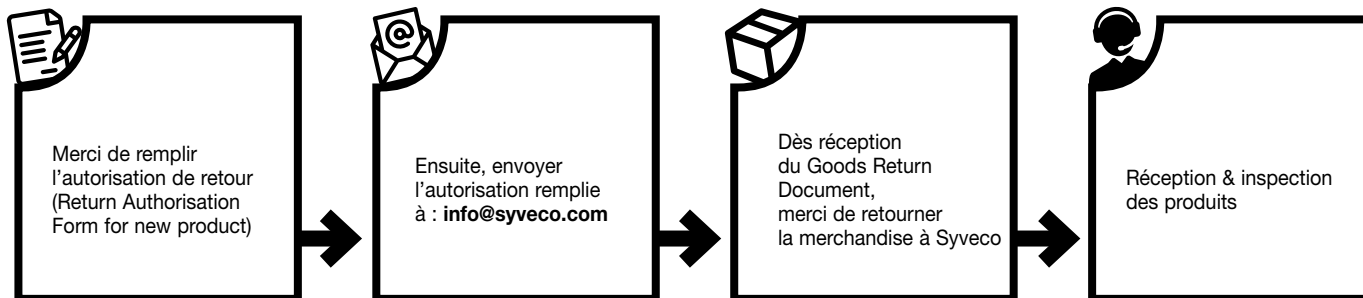 Merci de remplir
l’autorisation de retour
(Return Authorisation
Form for new product)
Ensuite, envoyer
l’autorisation remplie
à : info@syveco.com
Dès réception
du Goods Return
Document,
merci de retourner
la merchandise à Syveco
Réception & inspection
des produits